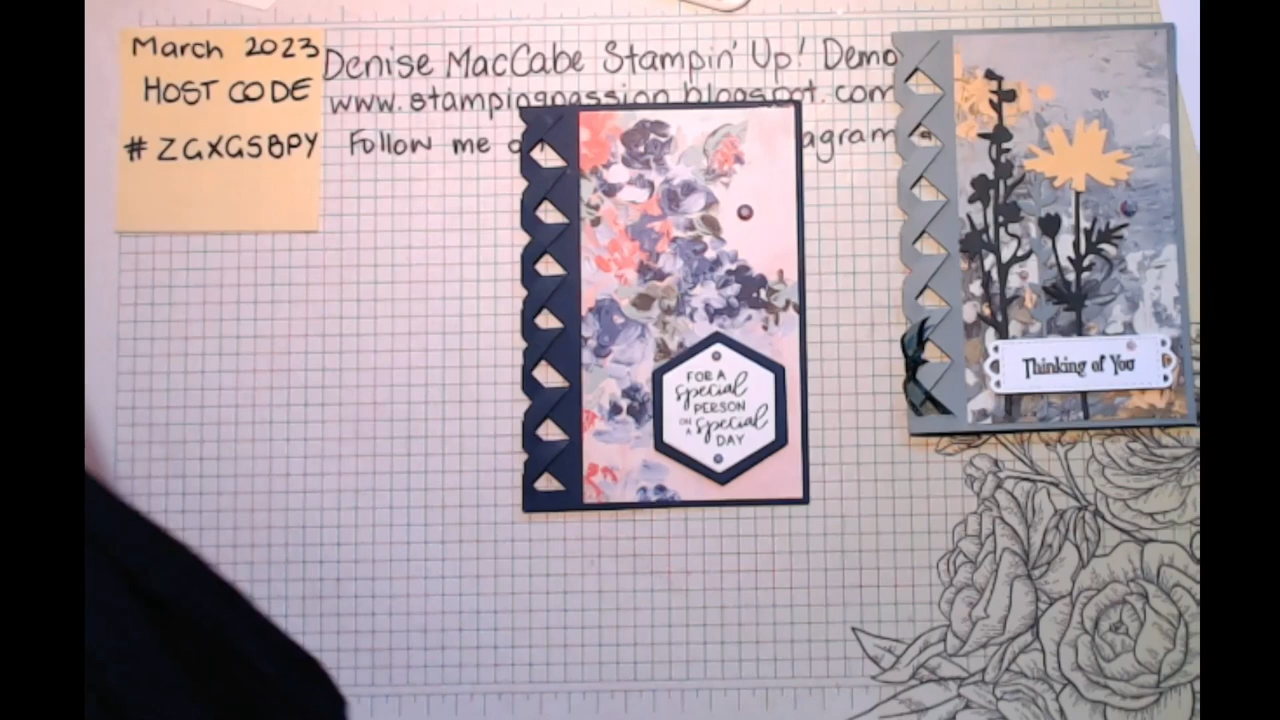 March 2023
HOST CODE
# ZGXGS8PY
Denise MacCabe Stampin' Up! Demo
www.stampingpassion.blogspot.com
Follow me
FOR A
special
PERSON
ON A special
DAY
Thinking of You